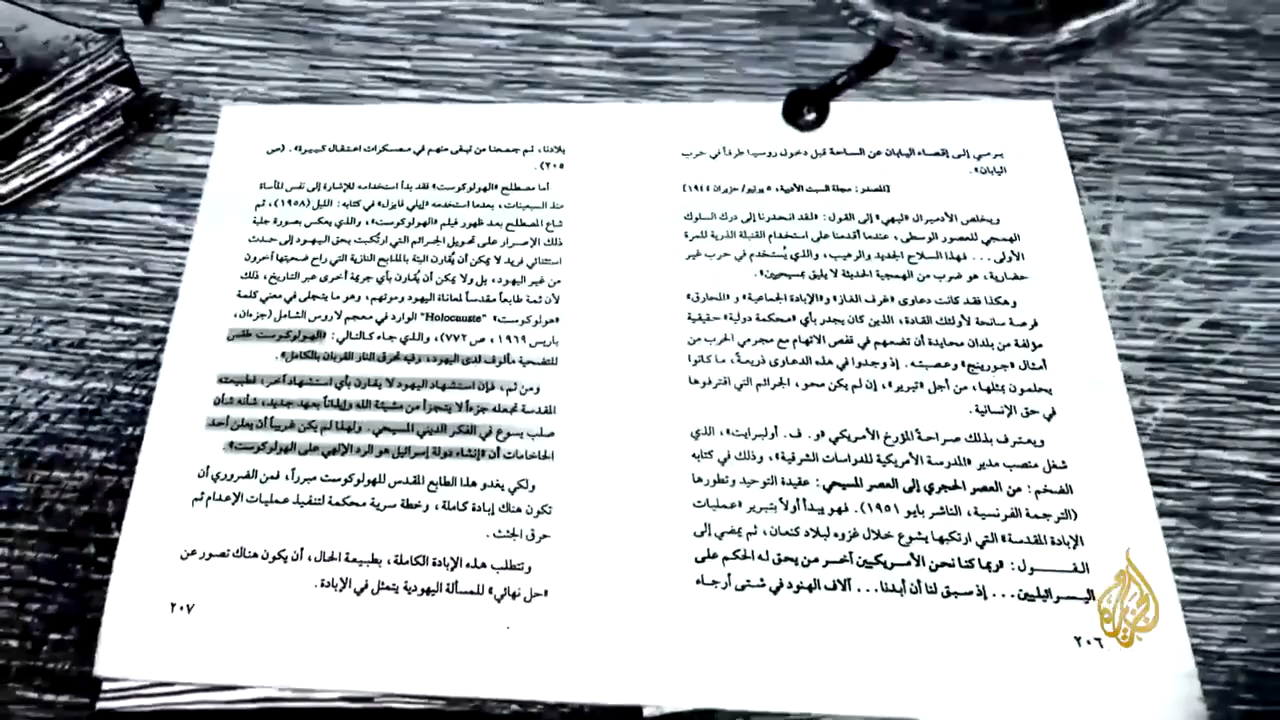 يرمي إلى إقصاء اليابان عن الساحة قبل دخول روسيا طرفاً في حرب
اليابان».
[المصدر: مجلة السبت الأدبية، ٥ يونيو/ حزيران ١٩٤٤]
ويخلص الأدميرال «ليهي» إلى القول: «لقد انحدرنا إلى درك السلوك
الهمجي للعصور الوسطى، عندما أقدمنا على استخدام القنبلة الذرية للمرة
الأولى... فهذا السلاح الجديد والرهيب، والذي يُستخدم في حرب غير
حضارية، هو ضرب من الهمجية الحديثة لا يليق بمسيحيين».
وهكذا فقد كانت دعاوى «غرف الغاز» و«الإبادة الجماعية» و«المحارق»
فرصة سانحة لأولئك القادة، الذين كان يجدر بأي «محكمة دولية» حقيقية
مؤلفة من بلدان محايدة أن تضعهم في قفص الاتهام مع مجرمي الحرب من
أمثال «جورينج» وعصبته. إذ وجدوا في هذه الدعاوى ذريعةً، ما كانوا
يحلمون بمثلها، من أجل «تبرير»، إن لم يكن محو، الجرائم التي اقترفوها
في حق الإنسانية.
ويعترف بذلك صراحةً المؤرخ الأمريكي «و. ف. أولبرايت»، الذي
شغل منصب مدير «المدرسة الأمريكية للدراسات الشرقية»، وذلك في كتابه
الضخم: من العصر الحجري إلى العصر المسيحي: عقيدة التوحيد وتطورها
(الترجمة الفرنسية، الناشر بايو ١٩٥١). فهو يبدأ أولاً بتبرير «عمليات
الإبادة المقدسة» التي ارتكبها يشوع خلال غزوه لبلاد كنعان، ثم يمضي إلى
القــول: «ربما كنا نحن الأمريكيين آخر من يحق له الحكم على
الإسرائيليين... إذ سبق لنا أن أبدنا... آلاف الهنود في شتى أرجاء
٢٠٦
بلادنا، ثم جمعنا من تبقى منهم في معسكرات اعتقال كبيرة». (ص
٢٠٥).
أما مصطلح «الهولوكوست» فقد بدأ استخدامه للإشارة إلى نفس المأساة
منذ السبعينات، بعدما استخدمه «إيلي فايزل» في كتابه: الليل (١٩٥٨)، ثم
شاع المصطلح بعد ظهور فيلم «الهولوكوست»، والذي يعكس بصورة جلية
ذلك الإصرار على تحويل الجرائم التي ارتُكبت بحق اليهود إلى حدث
استثنائي فريد لا يمكن أن يُقارن البتة بالمذابح النازية التي راح ضحيتها آخرون
من غير اليهود، بل ولا يمكن أن يُقارن بأي جريمة أخرى عبر التاريخ، ذلك
لأن ثمة طابعاً مقدساً لمعاناة اليهود وموتهم، وهو ما يتجلى في معني كلمة
«هولوكوست» "Holocauste" الوارد في معجم لاروس الشامل (جزءان،
باريس ١٩٦٩، ص ٧٧٢)، والذي جاء كالتالي: «الهولوكوست طقس
للتضحية مألوف لدى اليهود، وفيه تحرق النار القربان بالكامل».
ومن ثم، فإن استشهاد اليهود لا يقارن بأي استشهاد آخر، فطبيعته
المقدسة تجعله جزءاً لا يتجزأ من مشيئة الله وإيذاناً بعهد جديد، شأنه شأن
صلب يسوع في الفكر الديني المسيحي. ولهذا لم يكن غريباً أن يعلن أحد
الحاخامات أن «إنشاء دولة إسرائيل هو الرد الإلهي على الهولوكوست».
ولكي يغدو هذا الطابع المقدس للهولوكوست مبرراً، فمن الضروري أن
تكون هناك إبادة كاملة، وخطة سرية محكمة لتنفيذ عمليات الإعدام ثم
حرق الجثث.
وتتطلب هذه الإبادة الكاملة، بطبيعة الحال، أن يكون هناك تصور عن
«حل نهائي» للمسألة اليهودية يتمثل في الإبادة.
٢٠٧
الجزيرة